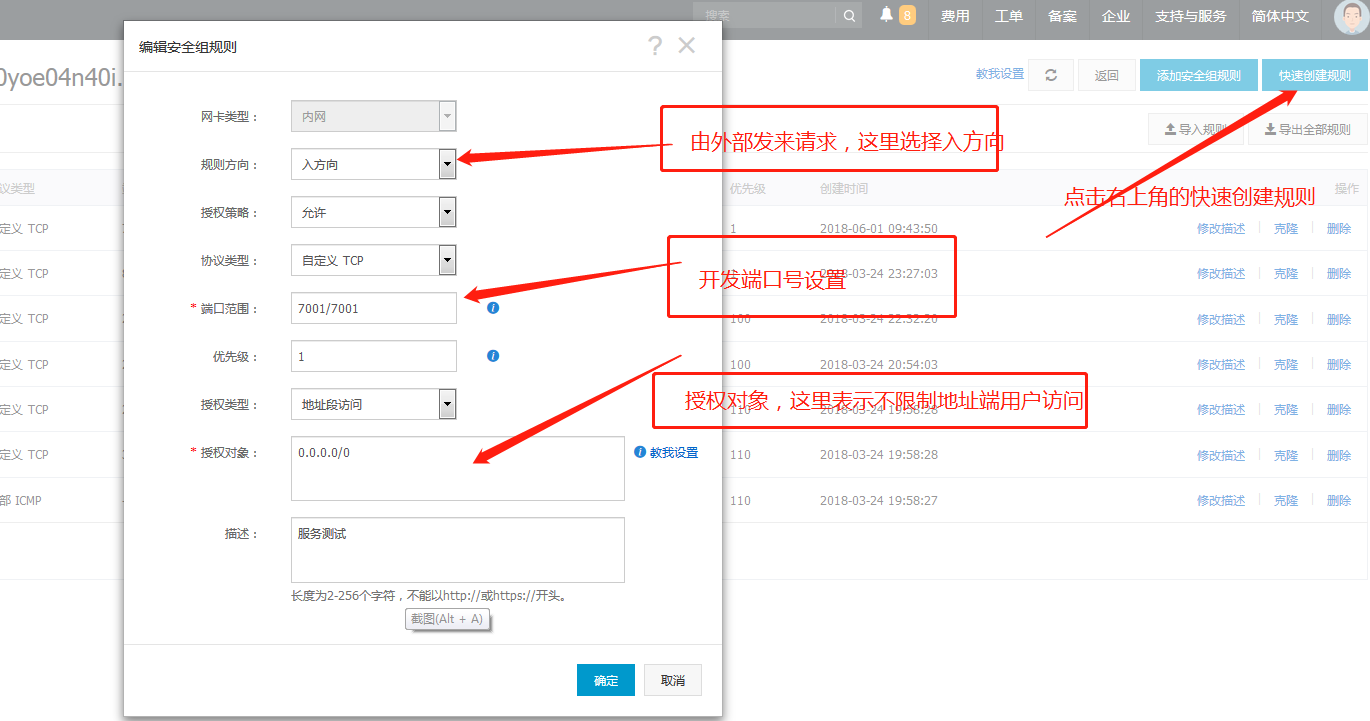 搜索
8
费用
工单
备案
企业
支持与服务
简体中文
0yoe04n40i.
教我设置
返回
添加安全组规则
快速创建规则
导入规则
导出全部规则
编辑安全组规则
网卡类型：
内网
规则方向：
入方向
授权策略：
允许
协议类型：
自定义 TCP
* 端口范围：
7001/7001
优先级：
1
授权类型：
地址段访问
* 授权对象：
0.0.0.0/0
教我设置
描述：
服务测试
长度为2-256个字符，不能以http://或https://开头。
截图(Alt + A)
确定
取消
由外部发来请求，这里选择入方向
点击右上角的快速创建规则
开发端口号设置
授权对象，这里表示不限制地址端用户访问
议类型
优先级
创建时间
操作
定义 TCP
1
2018-06-01 09:43:50
修改描述
克隆
删除
定义 TCP
2018-03-24 23:27:03
修改描述
克隆
删除
定义 TCP
100
2018-03-24 22:32:20
修改描述
克隆
删除
定义 TCP
100
2018-03-24 20:54:03
修改描述
克隆
删除
定义 TCP
110
2018-03-24 19:58:28
修改描述
克隆
删除
定义 TCP
110
2018-03-24 19:58:28
修改描述
克隆
删除
部 ICMP
110
2018-03-24 19:58:27
修改描述
克隆
删除